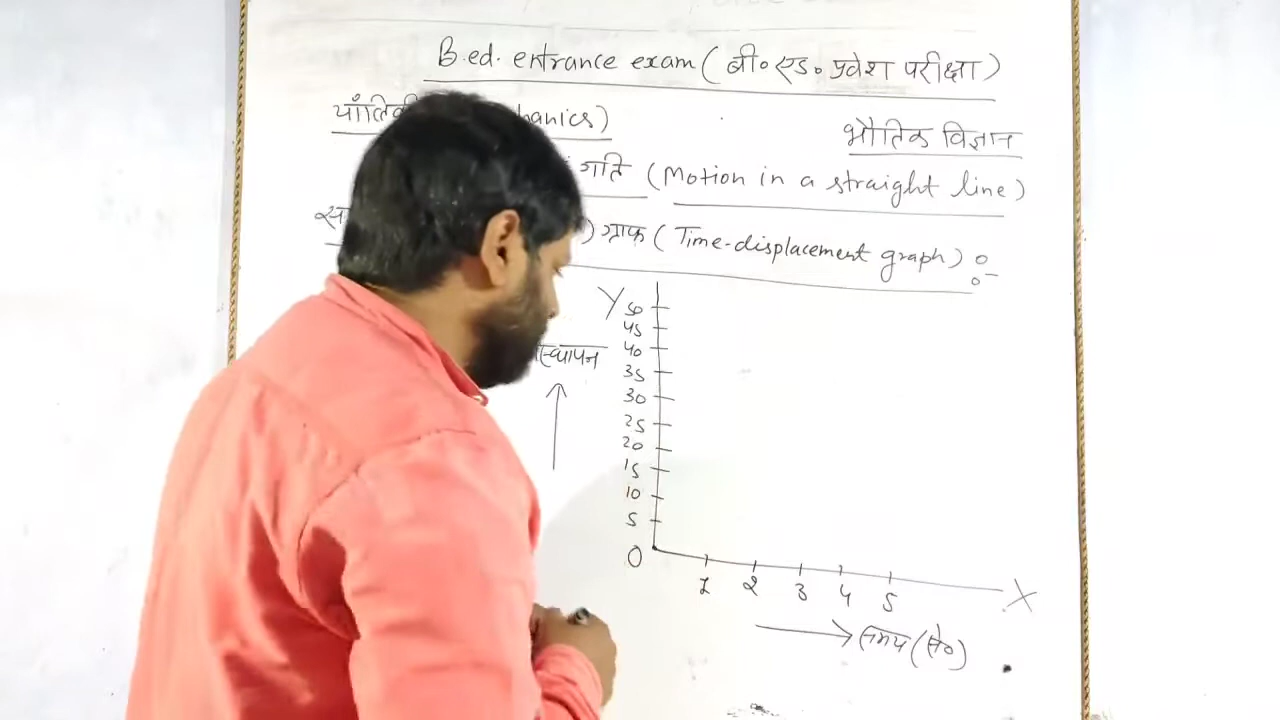 B.ed. entrance exam (बी०एड० प्रवेश परीक्षा)
भौतिक विज्ञान
गति (Motion in a straight line)
ग्राफ (Time-displacement graph) :-
Y
50
45
40
35
30
25
20
15
10
5
0
1 2 3 4 5
X
समय (से०)